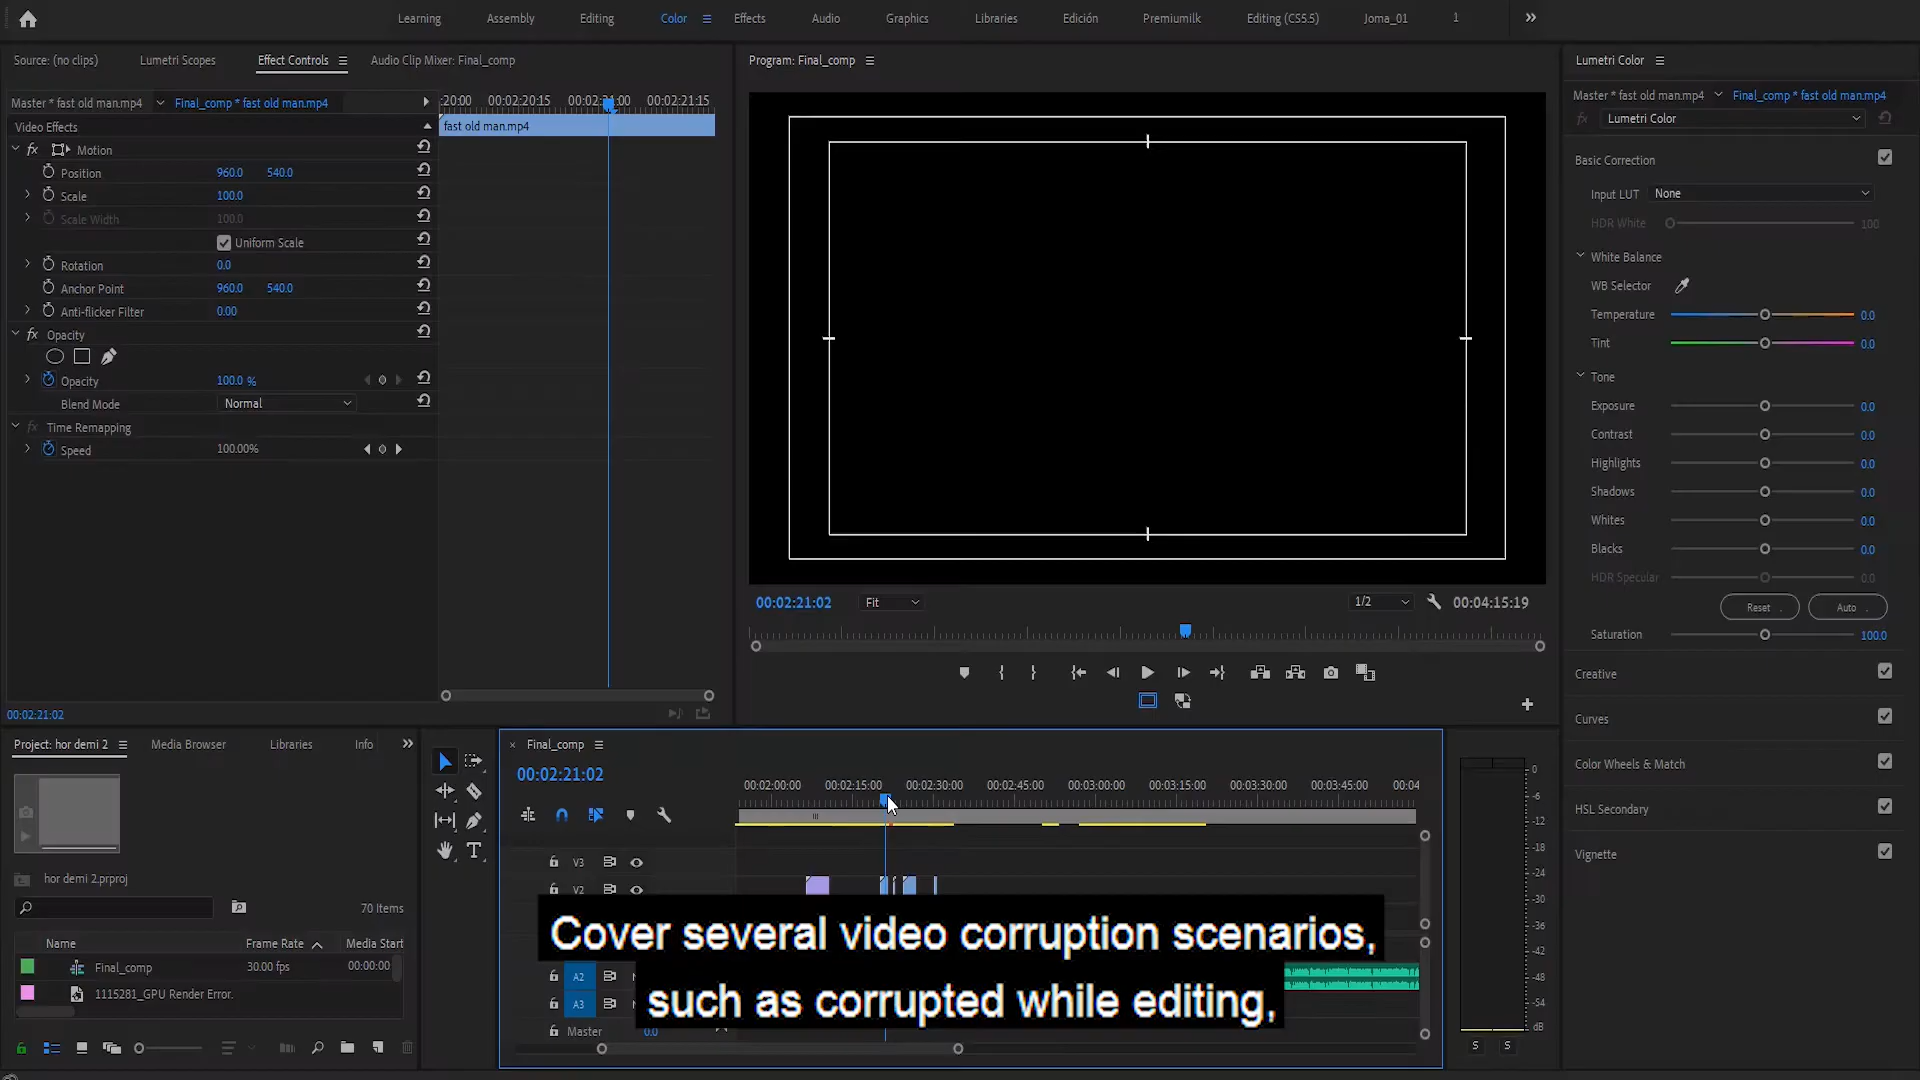 Learning
Assembly
Editing
Color
Effects
Audio
Graphics
Libraries
Edición
Premiumilk
Editing (CS5.5)
Joma_01
1
Source: (no clips)
Lumetri Scopes
Effect Controls
Audio Clip Mixer: Final_comp
Master * fast old man.mp4
Final_comp * fast old man.mp4
:20:00
00:02:20:15
00:02:21:00
00:02:21:15
Video Effects
fast old man.mp4
fx Motion
Position 960.0 540.0
Scale 100.0
Scale Width 100.0
Uniform Scale
Rotation 0.0
Anchor Point 960.0 540.0
Anti-flicker Filter 0.00
fx Opacity
Opacity 100.0 %
Blend Mode Normal
fx Time Remapping
Speed 100.00%
00:02:21:02
Program: Final_comp
00:02:21:02
Fit
1/2
00:04:15:19
Lumetri Color
Master * fast old man.mp4
Final_comp * fast old man.mp4
fx Lumetri Color
Basic Correction
Input LUT None
HDR White 100
White Balance
WB Selector
Temperature 0.0
Tint 0.0
Tone
Exposure 0.0
Contrast 0.0
Highlights 0.0
Shadows 0.0
Whites 0.0
Blacks 0.0
HDR Specular 0.0
Reset
Auto
Saturation 100.0
Creative
Curves
Color Wheels & Match
HSL Secondary
Vignette
Project: hor demi 2
Media Browser
Libraries
Info
hor demi 2.prproj
70 Items
Name
Frame Rate
Media Start
Final_comp 30.00 fps 00:00:00
1115281_GPU Render Error.
Final_comp
00:02:21:02
00:02:00:00
00:02:15:00
00:02:30:00
00:02:45:00
00:03:00:00
00:03:15:00
00:03:30:00
00:03:45:00
00:04
V3
V2
Cover several video corruption scenarios,
such as corrupted while editing,
A2
A3
Master 0.0
0
-6
-12
-18
-24
-30
-36
-42
-48
-54
dB
S S